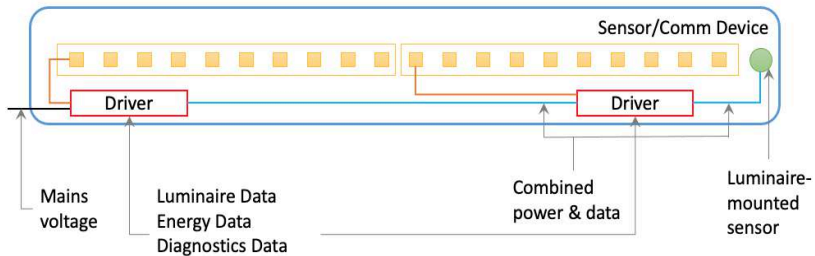 Sensor/Comm Device
Driver
Driver
Mains
voltage
Luminaire Data
Energy Data
Diagnostics Data
Combined
power & data
Luminaire-
mounted
sensor